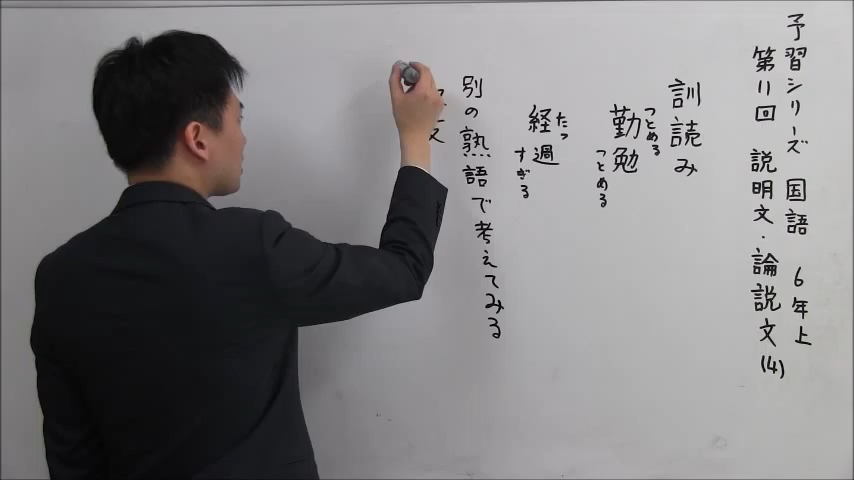 予習シリーズ 国語 6年上
第11回 説明文・論説文(4)
訓読み
つとめる
勤勉
つとめる
たつ
経過
すぎる
別の熟語で考えてみる